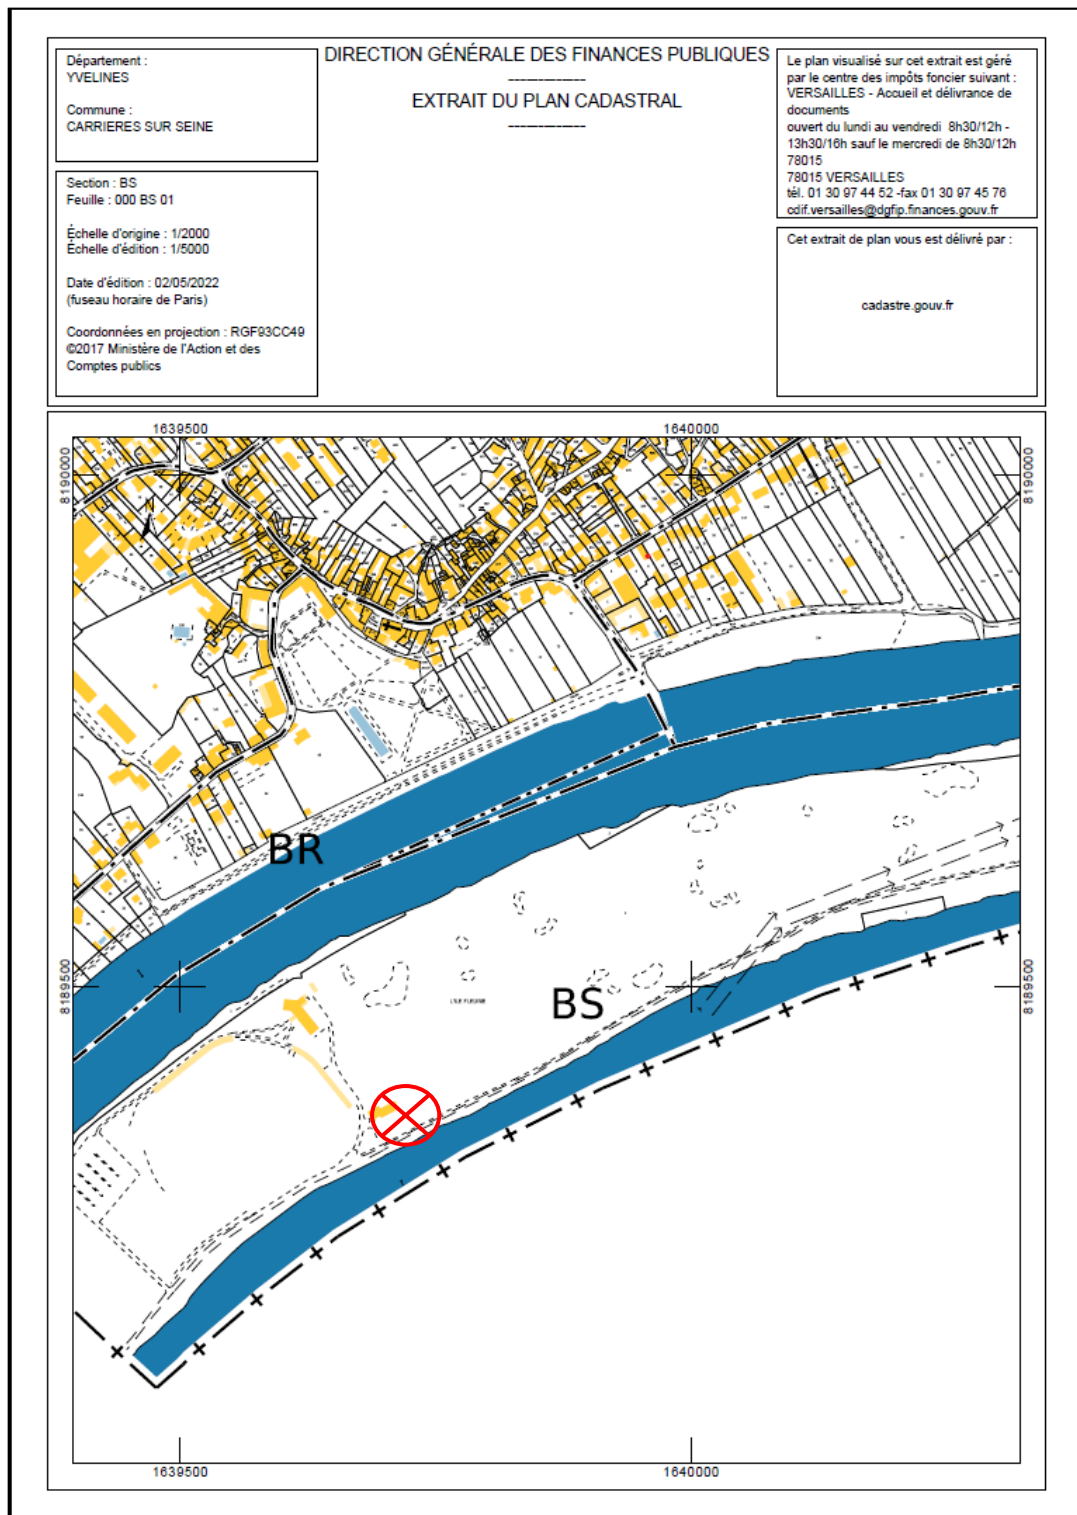 Département :
YVELINES
Commune :
CARRIERES SUR SEINE
Section : BS
Feuille : 000 BS 01
Échelle d'origine : 1/2000
Échelle d'édition : 1/5000
Date d'édition : 02/05/2022
(fuseau horaire de Paris)
Coordonnées en projection : RGF93CC49
©2017 Ministère de l'Action et des
Comptes publics
DIRECTION GÉNÉRALE DES FINANCES PUBLIQUES
-------------
EXTRAIT DU PLAN CADASTRAL
-------------
Le plan visualisé sur cet extrait est géré
par le centre des impôts foncier suivant :
VERSAILLES - Accueil et délivrance de
documents
ouvert du lundi au vendredi 8h30/12h -
13h30/16h sauf le mercredi de 8h30/12h
78015
78015 VERSAILLES
tél. 01 30 97 44 52 -fax 01 30 97 45 76
cdif.versailles@dgfip.finances.gouv.fr
Cet extrait de plan vous est délivré par :
cadastre.gouv.fr
1639500
1640000
8190000
8190000
N
BR
BS
8189500
8189500
1639500
1640000